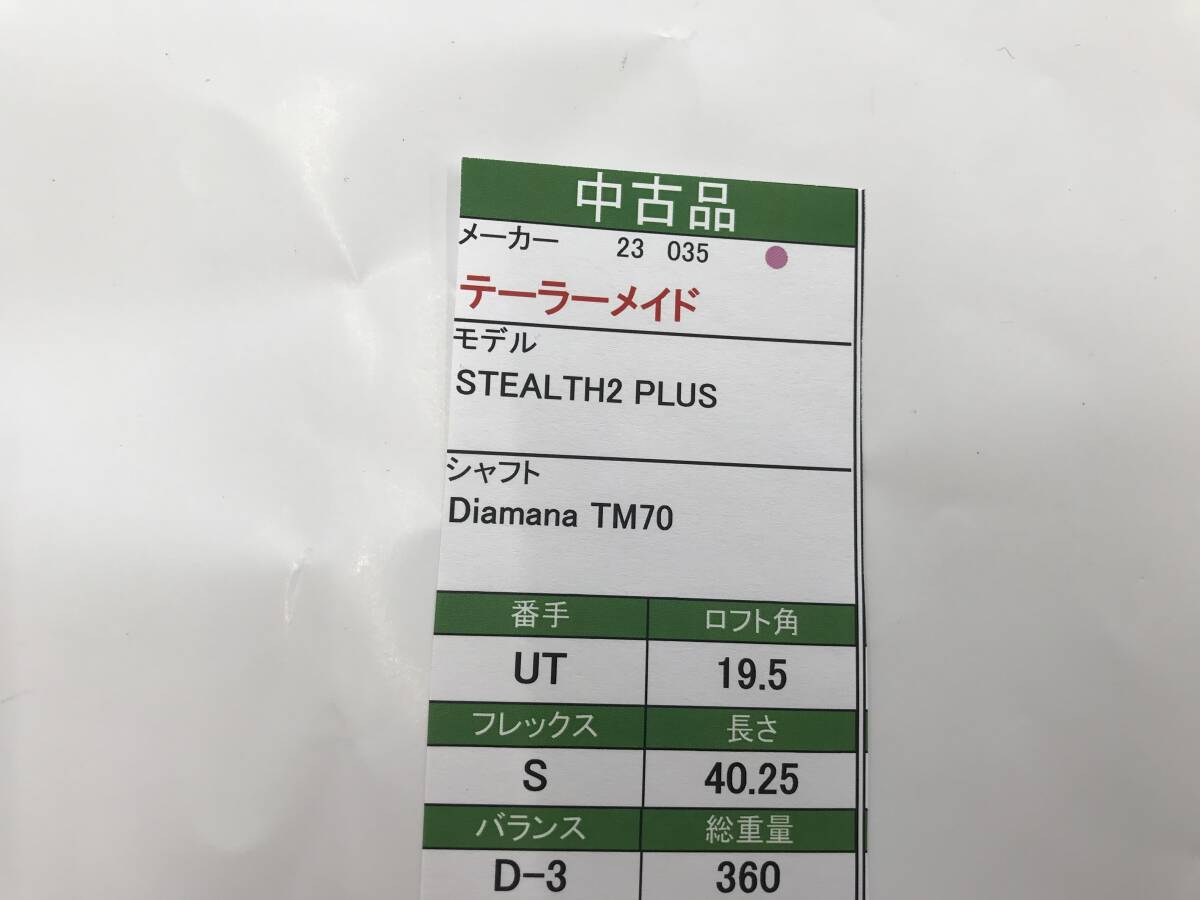 中古品
メーカー 23 035
テーラーメイド
モデル
STEALTH2 PLUS
シャフト
Diamana TM70
番手 ロフト角
UT 19.5
フレックス 長さ
S 40.25
バランス 総重量
D-3 360